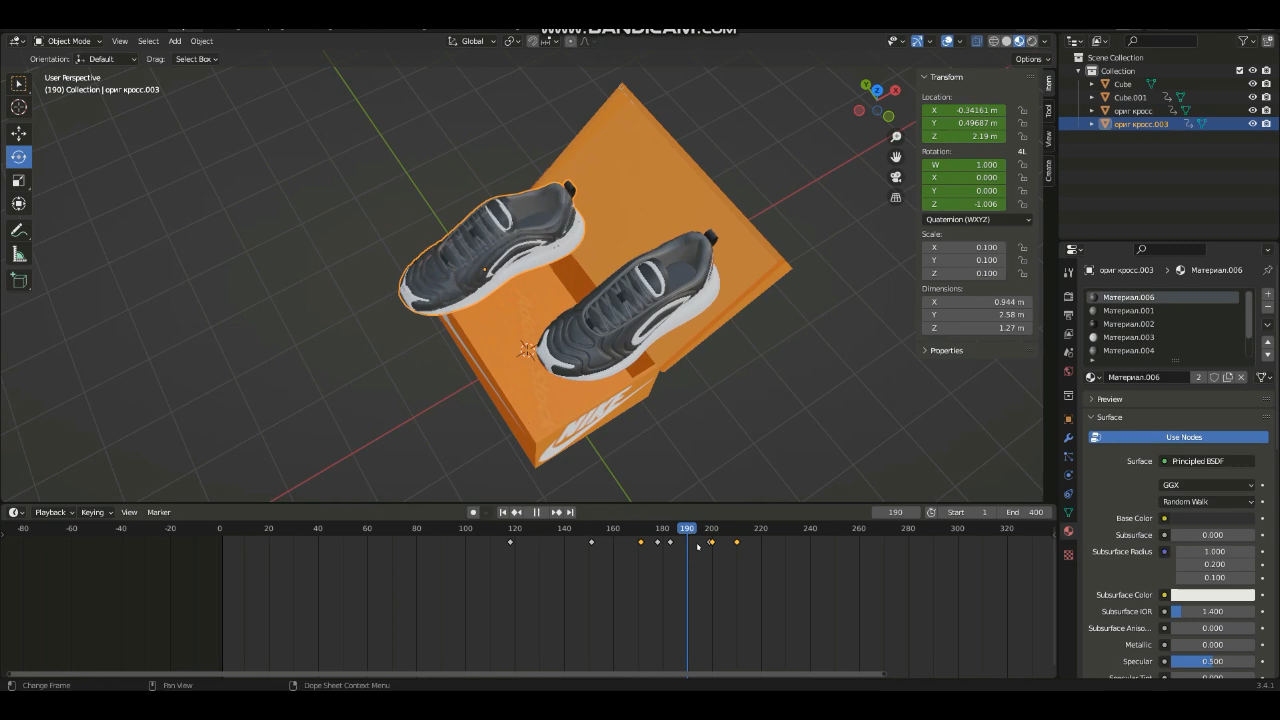 www.BANDICAM.com
Object Mode View Select Add Object Global Options
Orientation: Default Drag: Select Box
User Perspective
(190) Collection | ориг кросс.003
NIKE
Transform
Location:
X -0.34161 m
Y 0.49687 m
Z 2.19 m
Rotation: 4L
W 1.000
X 0.000
Y 0.000
Z -1.006
Quaternion (WXYZ)
Scale:
X 0.100
Y 0.100
Z 0.100
Dimensions:
X 0.944 m
Y 2.58 m
Z 1.27 m
Properties
Item
Tool
View
Create
Scene Collection
Collection
Cube
Cube.001
ориг кросс
ориг кросс.003
ориг кросс.003 Материал.006
Материал.006
Материал.001
Материал.002
Материал.003
Материал.004
Материал.006 2
Preview
Surface
Use Nodes
Surface Principled BSDF
GGX
Random Walk
Base Color
Subsurface 0.000
Subsurface Radius 1.000
0.200
0.100
Subsurface Color
Subsurface IOR 1.400
Subsurface Aniso... 0.000
Metallic 0.000
Specular 0.500
Playback Keying View Marker 190 Start 1 End 400
-80 -60 -40 -20 0 20 40 60 80 100 120 140 160 180 190 200 220 240 260 280 300 320
Change Frame Pan View Dope Sheet Context Menu 3.4.1